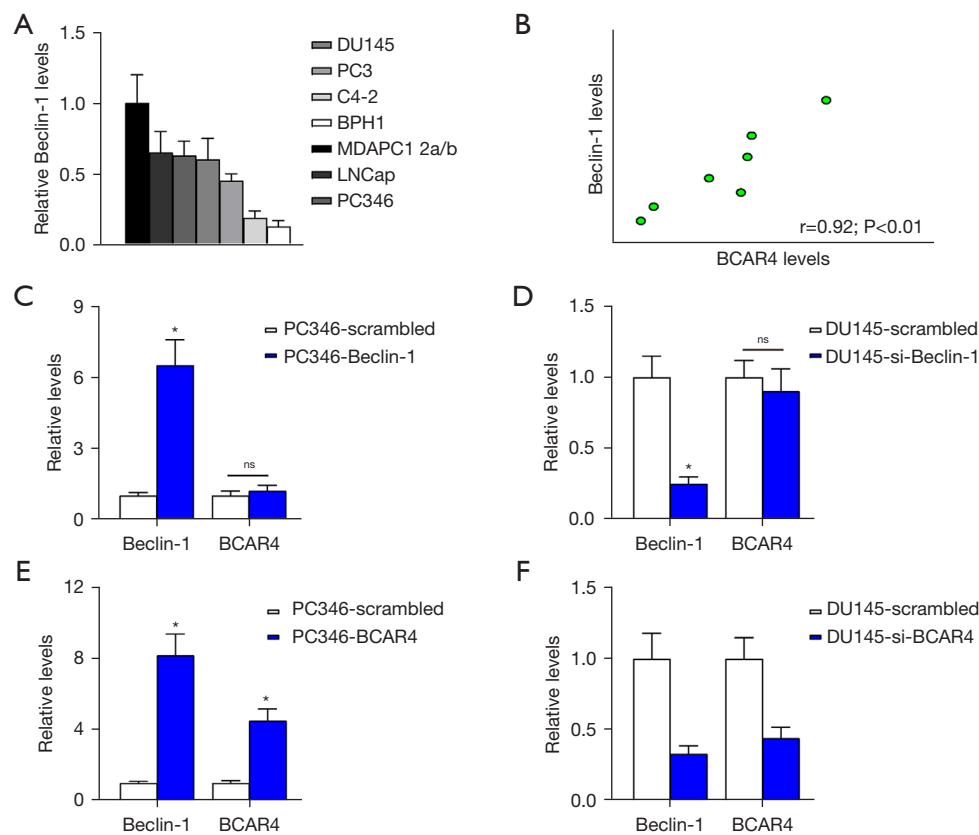 A
Relative Beclin-1 levels
1.5
1.0
0.5
0.0
DU145
PC3
C4-2
BPH1
MDAPC1 2a/b
LNCap
PC346
B
Beclin-1 levels
r=0.92; P<0.01
BCAR4 levels
C
Relative levels
9
6
3
0
*
ns
PC346-scrambled
PC346-Beclin-1
Beclin-1
BCAR4
D
Relative levels
1.5
1.0
0.5
0.0
*
ns
DU145-scrambled
DU145-si-Beclin-1
Beclin-1
BCAR4
E
Relative levels
12
8
4
0
*
*
PC346-scrambled
PC346-BCAR4
Beclin-1
BCAR4
F
Relative levels
1.5
1.0
0.5
0.0
DU145-scrambled
DU145-si-BCAR4
Beclin-1
BCAR4